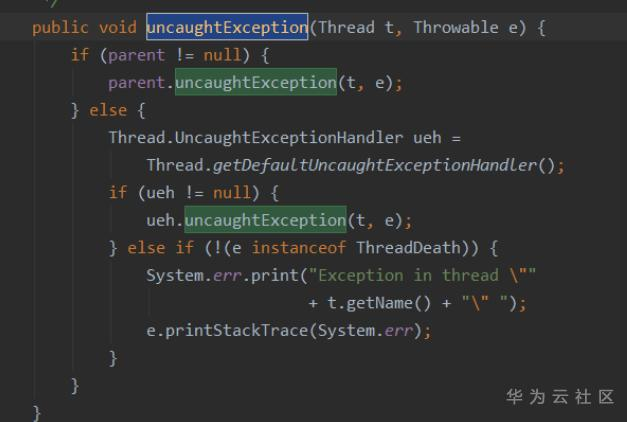 */
public void uncaughtException(Thread t, Throwable e) {
if (parent != null) {
parent.uncaughtException(t, e);
} else {
Thread.UncaughtExceptionHandler ueh =
Thread.getDefaultUncaughtExceptionHandler();
if (ueh != null) {
ueh.uncaughtException(t, e);
} else if (!(e instanceof ThreadDeath)) {
System.err.print("Exception in thread \""
+ t.getName() + "\" ");
e.printStackTrace(System.err);
}
}
}
华为云社区